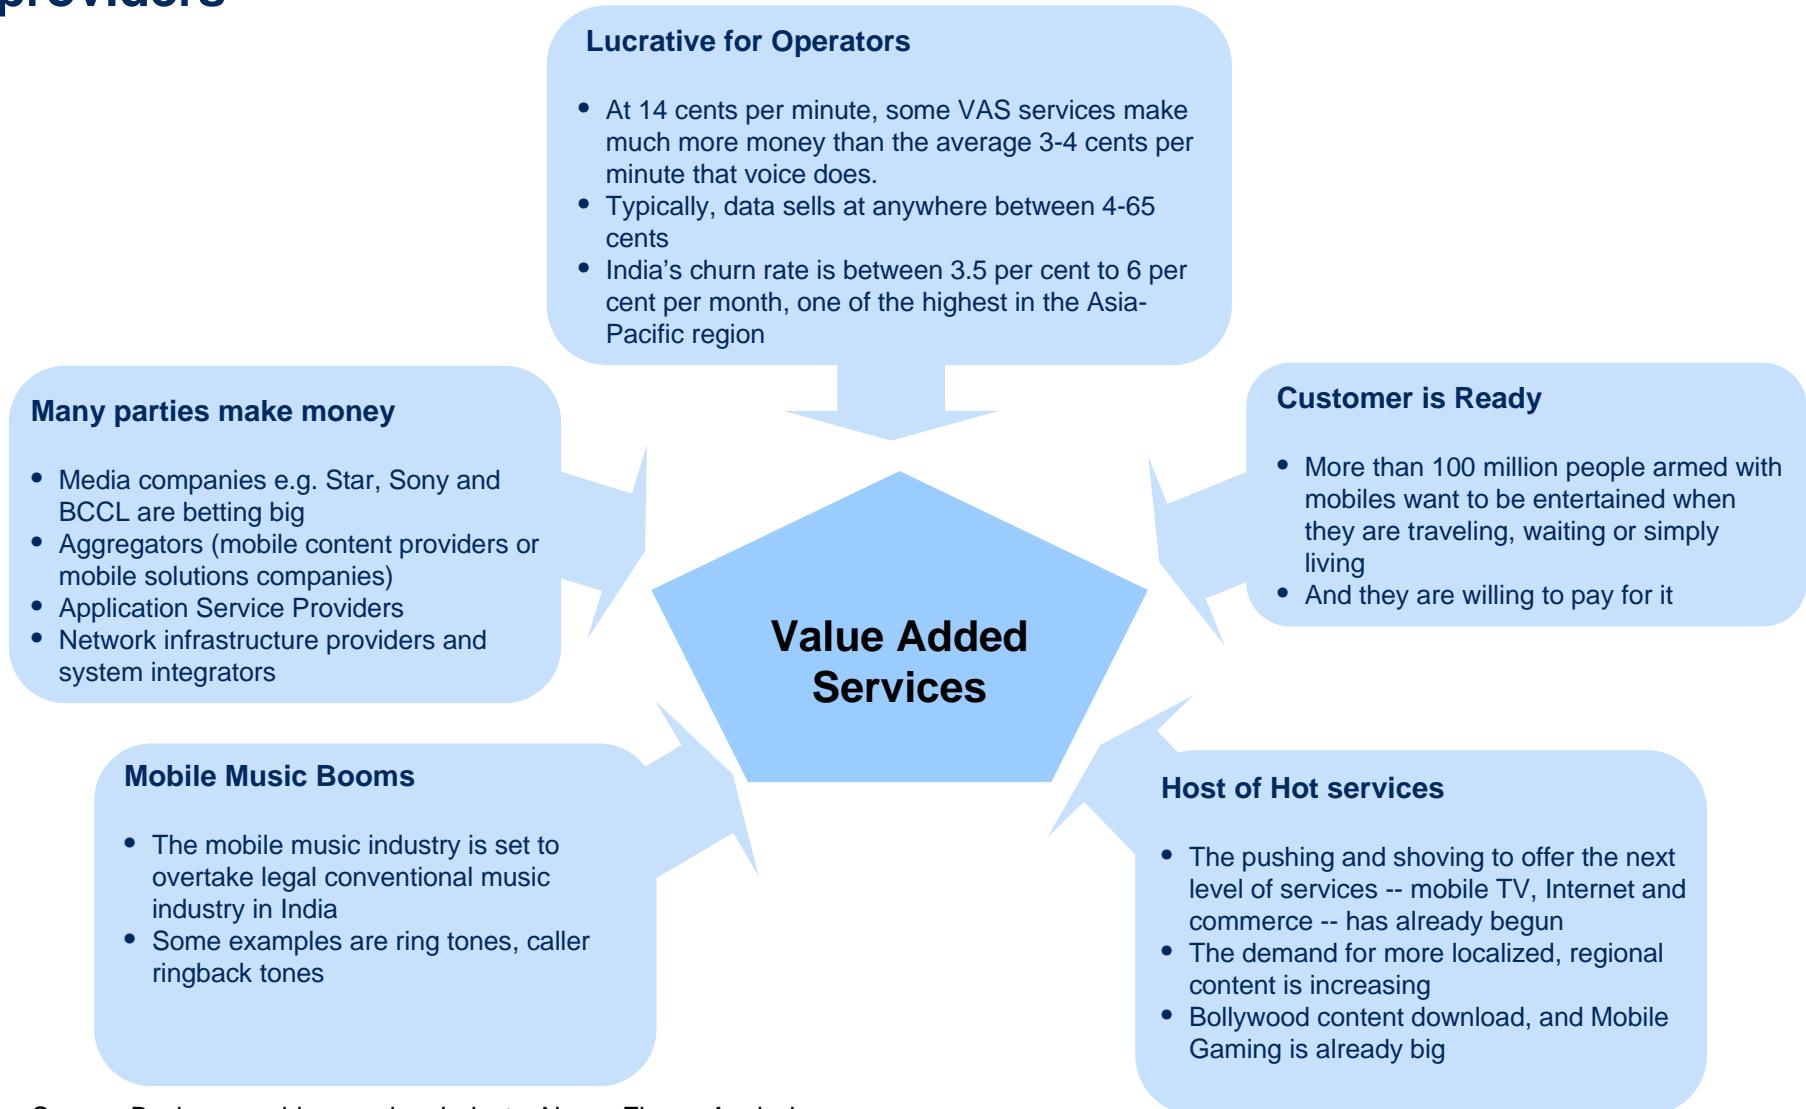 providers
Lucrative for Operators
• At 14 cents per minute, some VAS services make
much more money than the average 3-4 cents per
minute that voice does.
• Typically, data sells at anywhere between 4-65
cents
• India’s churn rate is between 3.5 per cent to 6 per
cent per month, one of the highest in the Asia-
Pacific region
Many parties make money
• Media companies e.g. Star, Sony and
BCCL are betting big
• Aggregators (mobile content providers or
mobile solutions companies)
• Application Service Providers
• Network infrastructure providers and
system integrators
Customer is Ready
• More than 100 million people armed with
mobiles want to be entertained when
they are traveling, waiting or simply
living
• And they are willing to pay for it
Value Added
Services
Mobile Music Booms
• The mobile music industry is set to
overtake legal conventional music
industry in India
• Some examples are ring tones, caller
ringback tones
Host of Hot services
• The pushing and shoving to offer the next
level of services -- mobile TV, Internet and
commerce -- has already begun
• The demand for more localized, regional
content is increasing
• Bollywood content download, and Mobile
Gaming is already big